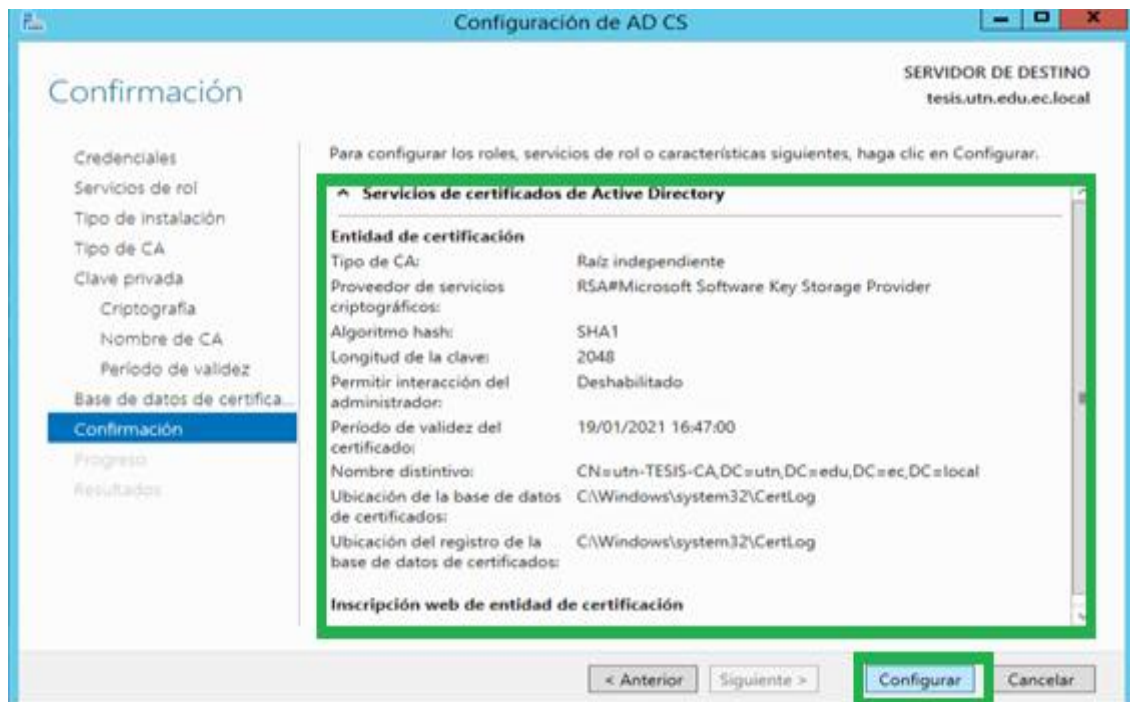 Configuración de AD CS
Confirmación
SERVIDOR DE DESTINO
tesis.utn.edu.ec.local
Credenciales
Servicios de rol
Tipo de instalación
Tipo de CA
Clave privada
Criptografía
Nombre de CA
Período de validez
Base de datos de certifica...
Confirmación
Progreso
Resultados
Para configurar los roles, servicios de rol o características siguientes, haga clic en Configurar.
Servicios de certificados de Active Directory
Entidad de certificación
Tipo de CA: Raíz independiente
Proveedor de servicios RSA#Microsoft Software Key Storage Provider
criptográficos:
Algoritmo hash: SHA1
Longitud de la clave: 2048
Permitir interacción del Deshabilitado
administrador:
Período de validez del 19/01/2021 16:47:00
certificado:
Nombre distintivo: CN=utn-TESIS-CA,DC=utn,DC=edu,DC=ec,DC=local
Ubicación de la base de datos C:\Windows\system32\CertLog
de certificados:
Ubicación del registro de la C:\Windows\system32\CertLog
base de datos de certificados:
Inscripción web de entidad de certificación
< Anterior Siguiente > Configurar Cancelar